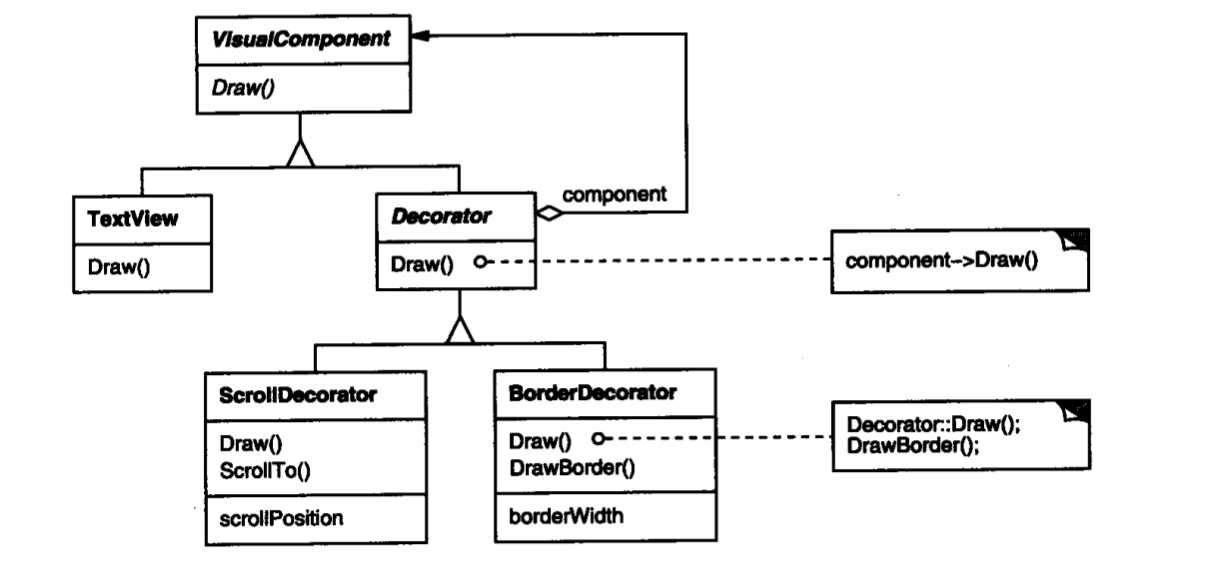 VisualComponent
Draw()
component
TextView
Draw()
Decorator
Draw()
component->Draw()
ScrollDecorator
Draw()
ScrollTo()
scrollPosition
BorderDecorator
Draw()
DrawBorder()
borderWidth
Decorator::Draw();
DrawBorder();